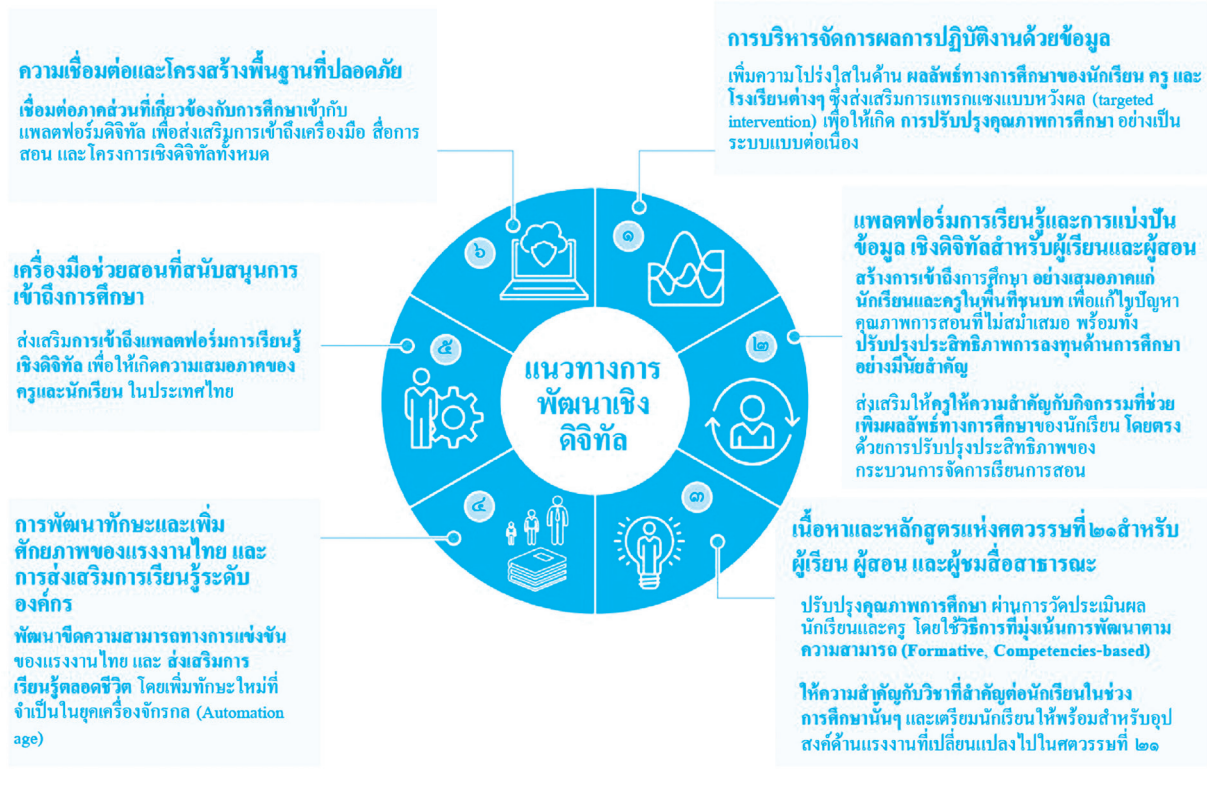 ความเชื่อมต่อและโครงสร้างพื้นฐานที่ปลอดภัย
เชื่อมต่อภาคส่วนที่เกี่ยวข้องกับการศึกษาเข้ากับ
แพลตฟอร์มดิจิทัล เพื่อส่งเสริมการเข้าถึงเครื่องมือ สื่อการ
สอน และโครงการเชิงดิจิทัลทั้งหมด
การบริหารจัดการผลการปฏิบัติงานด้วยข้อมูล
เพิ่มความโปร่งใสในด้าน ผลลัพธ์ทางการศึกษาของนักเรียน ครู และ
โรงเรียนต่างๆ ซึ่งส่งเสริมการแทรกแซงแบบหวังผล (targeted
intervention) เพื่อให้เกิด การปรับปรุงคุณภาพการศึกษา อย่างเป็น
ระบบแบบต่อเนื่อง
แพลตฟอร์มการเรียนรู้และการแบ่งปัน
ข้อมูล เชิงดิจิทัลสำหรับผู้เรียนและผู้สอน
สร้างการเข้าถึงการศึกษา อย่างเสมอภาคแก่
นักเรียนและครูในพื้นที่ชนบท เพื่อแก้ไขปัญหา
คุณภาพการสอนที่ไม่สม่ำเสมอ พร้อมทั้ง
ปรับปรุงประสิทธิภาพการลงทุนด้านการศึกษา
อย่างมีนัยสำคัญ
ส่งเสริมให้ครูให้ความสำคัญกับกิจกรรมที่ช่วย
เพิ่มผลลัพธ์ทางการศึกษาของนักเรียน โดยตรง
ด้วยการปรับปรุงประสิทธิภาพของ
กระบวนการจัดการเรียนการสอน
เนื้อหาและหลักสูตรแห่งศตวรรษที่๒๑สำหรับ
ผู้เรียน ผู้สอน และผู้ชมสื่อสาธารณะ
ปรับปรุงคุณภาพการศึกษา ผ่านการวัดประเมินผล
นักเรียนและครู โดยใช้วิธีการที่มุ่งเน้นการพัฒนาตาม
ความสามารถ (Formative, Competencies-based)
ให้ความสำคัญกับวิชาที่สำคัญต่อนักเรียนในช่วง
การศึกษานั้นๆ และเตรียมนักเรียนให้พร้อมสำหรับอุป
สงค์ด้านแรงงานที่เปลี่ยนแปลงไปในศตวรรษที่ ๒๑
การพัฒนาทักษะและเพิ่ม
ศักยภาพของแรงงานไทย และ
การส่งเสริมการเรียนรู้ระดับ
องค์กร
พัฒนาขีดความสามารถทางการแข่งขัน
ของแรงงานไทย และ ส่งเสริมการ
เรียนรู้ตลอดชีวิต โดยเพิ่มทักษะใหม่ที่
จำเป็นในยุคเครื่องจักรกล (Automation
age)
เครื่องมือช่วยสอนที่สนับสนุนการ
เข้าถึงการศึกษา
ส่งเสริมการเข้าถึงแพลตฟอร์มการเรียนรู้
เชิงดิจิทัล เพื่อให้เกิดความเสมอภาคของ
ครูและนักเรียน ในประเทศไทย
แนวทางการ
พัฒนาเชิง
ดิจิทัล
๑
๒
๓
๔
๕
๖